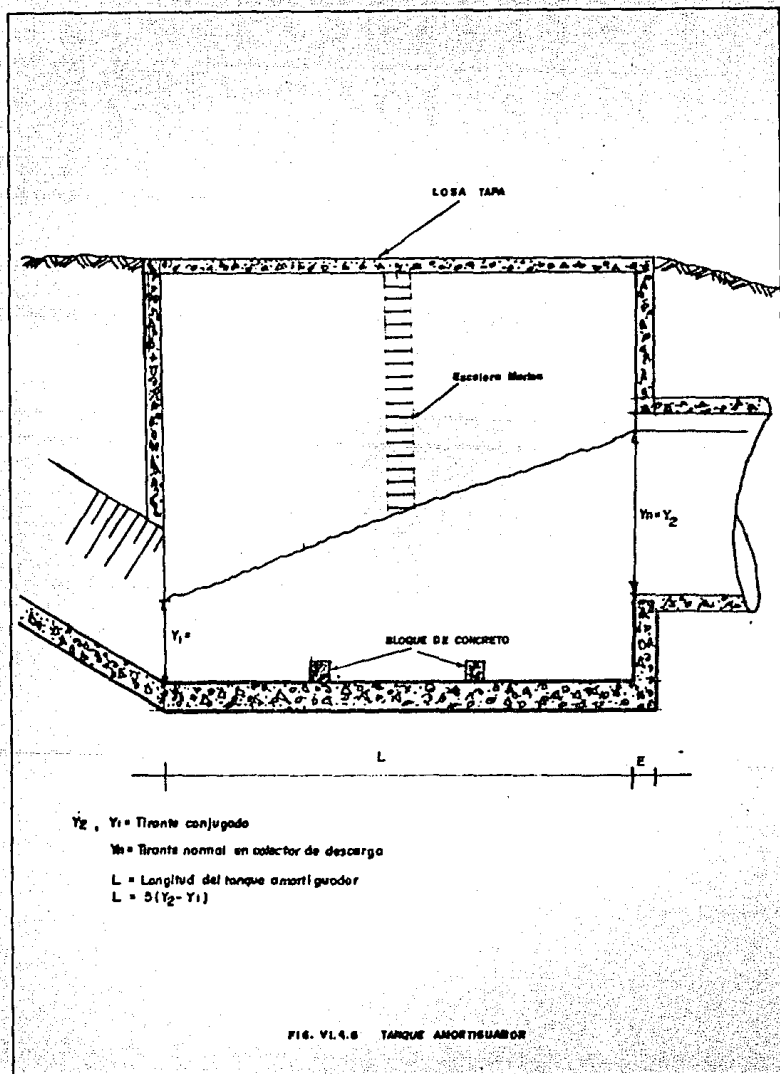 LOSA TAPA
Escalera Marina
Yn=Y2
Y1=
BLOQUE DE CONCRETO
L
E
Y2, Y1= Tirante conjugado
Yn= Tirante normal en colector de descarga
L = Longitud del tanque amortiguador
L = 5(Y2-Y1)
FIG. VI.4.6 TANQUE AMORTIGUADOR